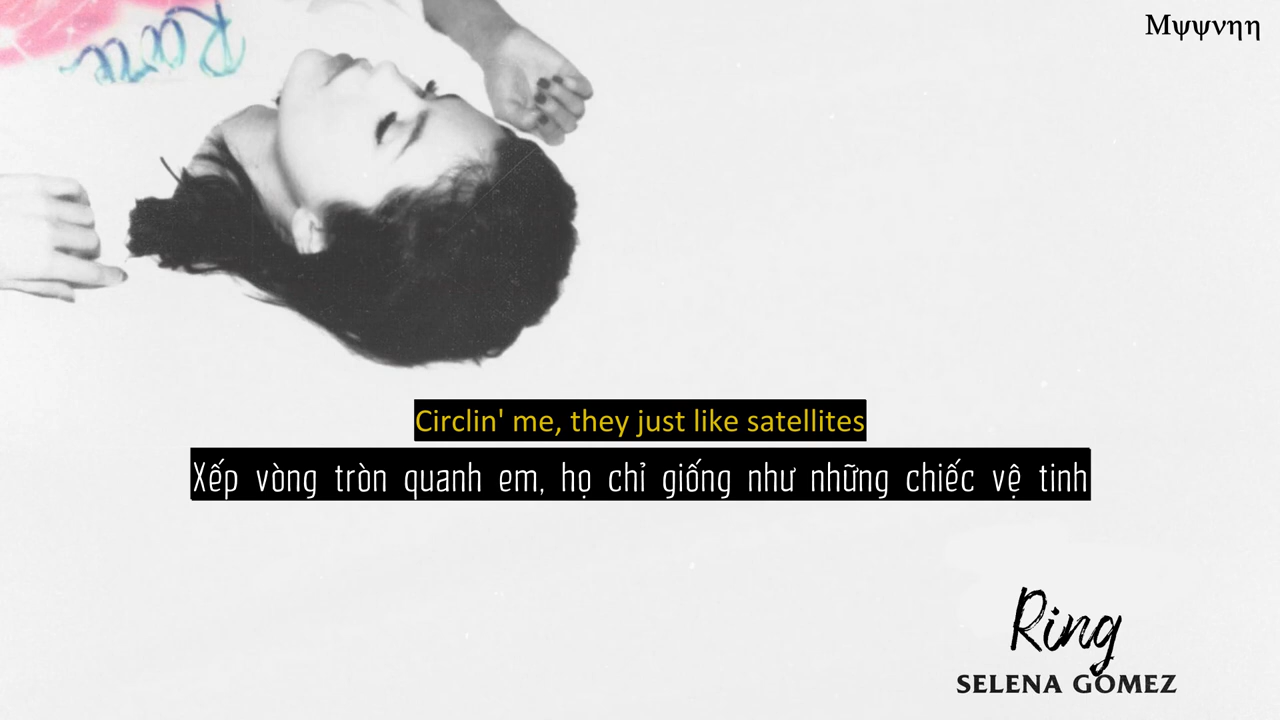 Μψψνηη
Rare
Circlin' me, they just like satellites
Xếp vòng tròn quanh em, họ chỉ giống như những chiếc vệ tinh
Ring
SELENA GOMEZ